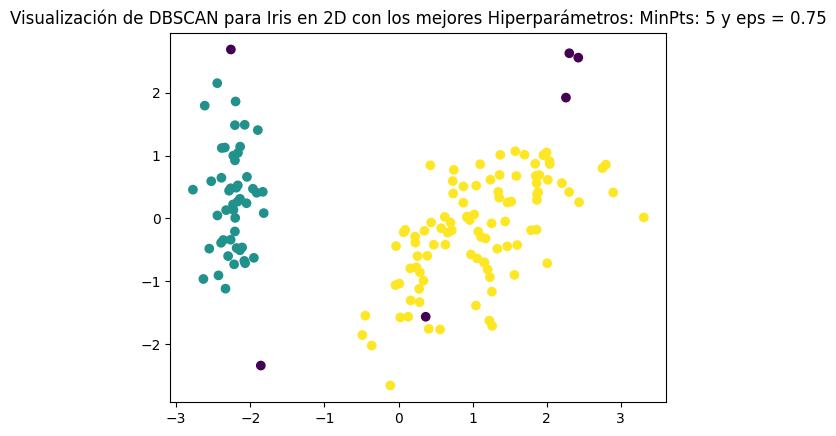 Visualización de DBSCAN para Iris en 2D con los mejores Hiperparámetros: MinPts: 5 y eps = 0.75
2
1
0
−1
−2
−3 −2 −1 0 1 2 3